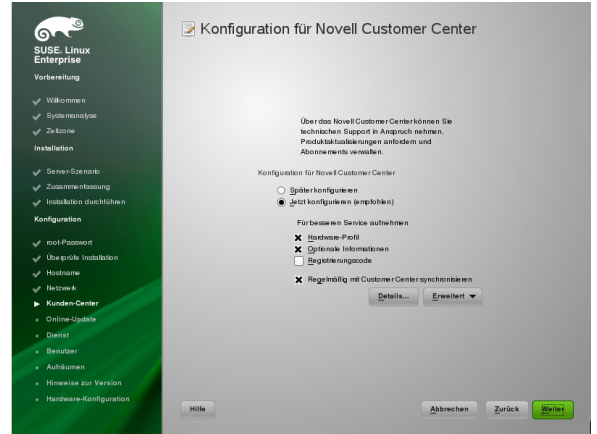 SUSE. Linux
Enterprise
Vorbereitung
Willkommen
Systemanalyse
Zeitzone
Installation
Server-Szenario
Zusammenfassung
Installation durchführen
Konfiguration
root-Passwort
Überprüfe Installation
Hostname
Netzwerk
Kunden-Center
Online-Update
Dienst
Benutzer
Aufräumen
Hinweise zur Version
Hardware-Konfiguration
Konfiguration für Novell Customer Center
Über das Novell Customer Center können Sie
technischen Support in Anspruch nehmen,
Produktaktualisierungen anfordern und
Abonnements verwalten.
Konfiguration für Novell Customer Center
Später konfigurieren
Jetzt konfigurieren (empfohlen)
Für besseren Service aufnehmen
Hardware-Profil
Optionale Informationen
Registrierungscode
Regelmäßig mit Customer Center synchronisieren
Details...
Erweitert
Hilfe
Abbrechen
Zurück
Weiter